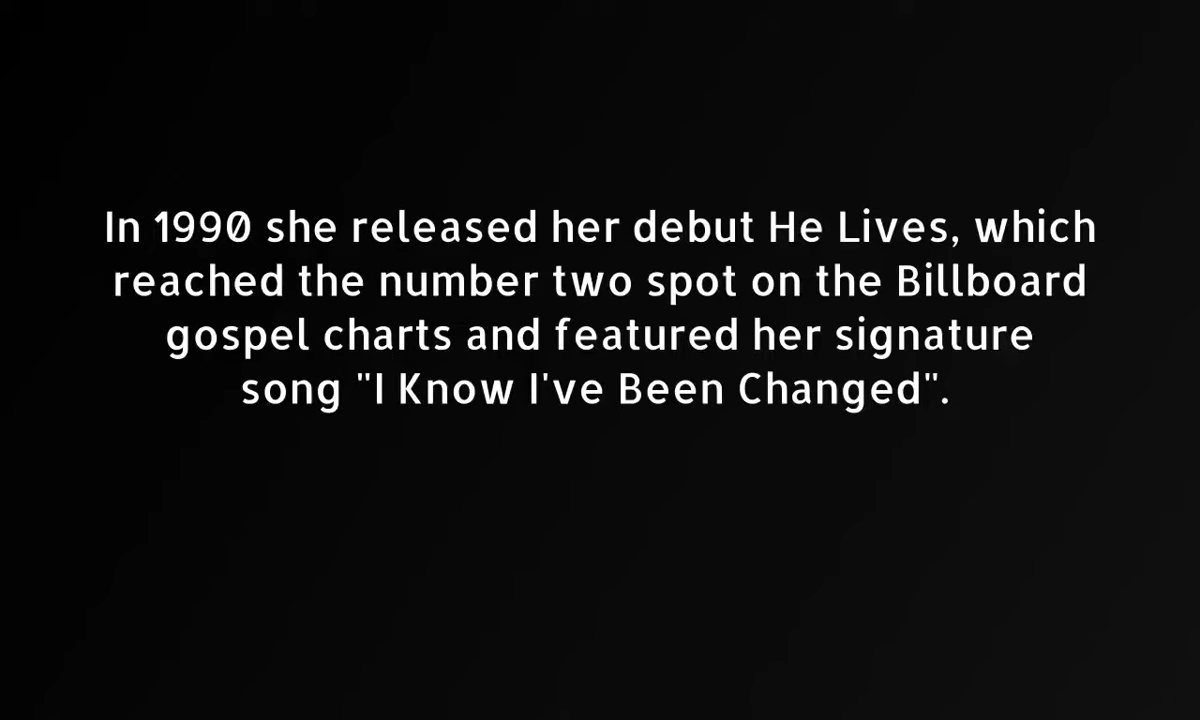 In 1990 she released her debut He Lives, which
reached the number two spot on the Billboard
gospel charts and featured her signature
song "I Know I've Been Changed".